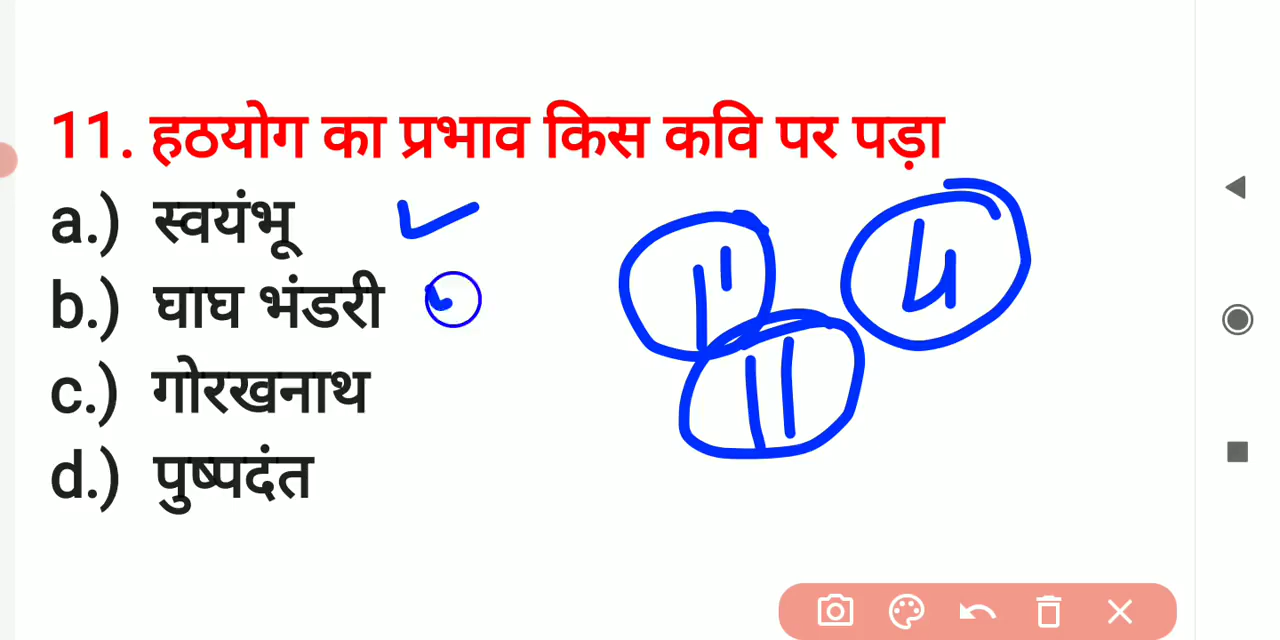 11. हठयोग का प्रभाव किस कवि पर पड़ा
a.) स्वयंभू
b.) घाघ भंडरी
c.) गोरखनाथ
d.) पुष्पदंत